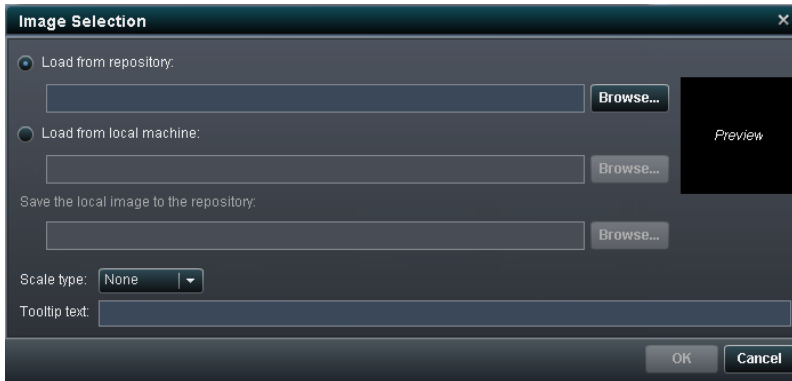 Image Selection
Load from repository:
Browse...
Load from local machine:
Preview
Browse...
Save the local image to the repository:
Browse...
Scale type: None
Tooltip text:
OK Cancel